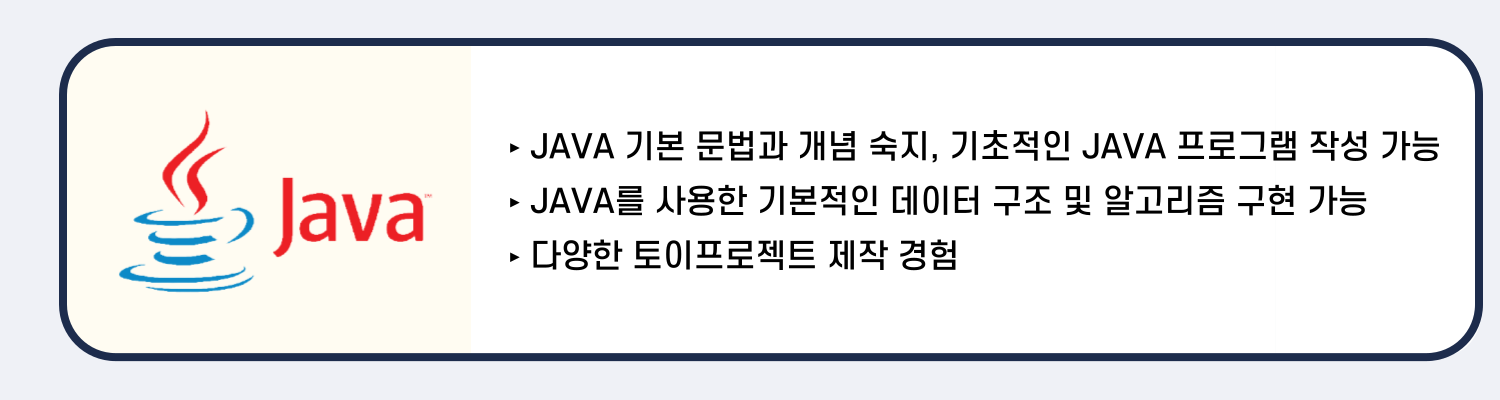 Java™
‣ JAVA 기본 문법과 개념 숙지, 기초적인 JAVA 프로그램 작성 가능
‣ JAVA를 사용한 기본적인 데이터 구조 및 알고리즘 구현 가능
‣ 다양한 토이프로젝트 제작 경험